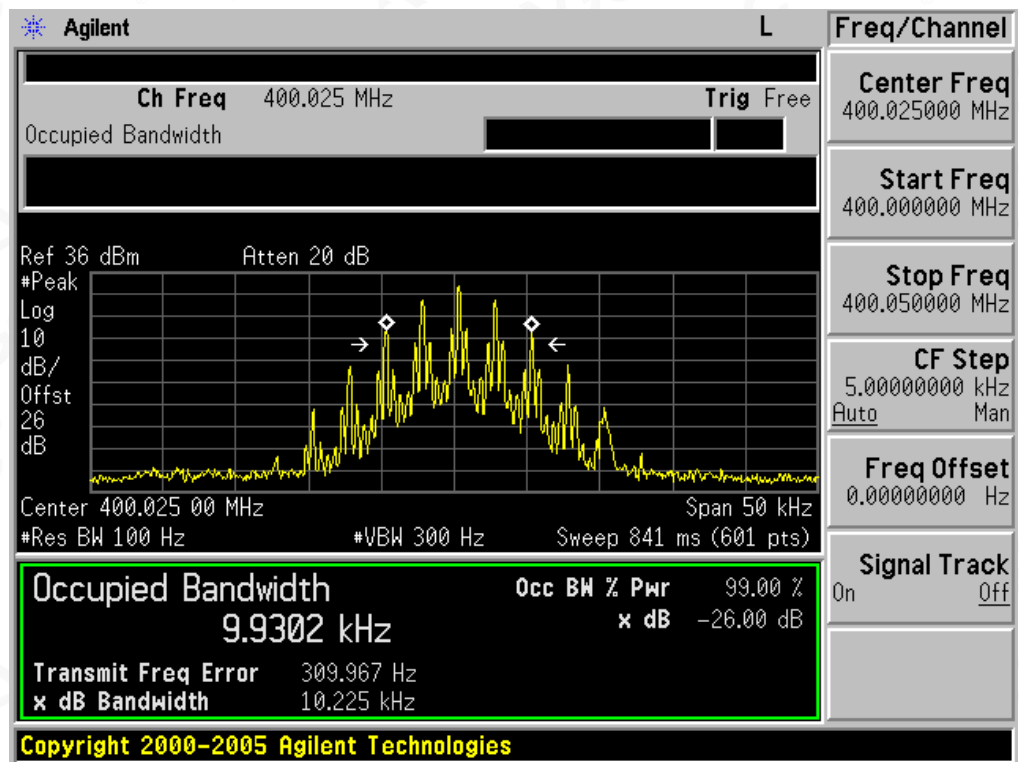 Agilent L Freq/Channel
Ch Freq 400.025 MHz Trig Free
Occupied Bandwidth
Ref 36 dBm Atten 20 dB
#Peak
Log
10
dB/
Offst
26
dB
Center 400.025 00 MHz Span 50 kHz
#Res BW 100 Hz #VBW 300 Hz Sweep 841 ms (601 pts)
Occupied Bandwidth Occ BW % Pwr 99.00 %
9.9302 kHz x dB -26.00 dB
Transmit Freq Error 309.967 Hz
x dB Bandwidth 10.225 kHz
Center Freq
400.025000 MHz
Start Freq
400.000000 MHz
Stop Freq
400.050000 MHz
CF Step
5.00000000 kHz
Auto Man
Freq Offset
0.00000000 Hz
Signal Track
On Off
Copyright 2000-2005 Agilent Technologies